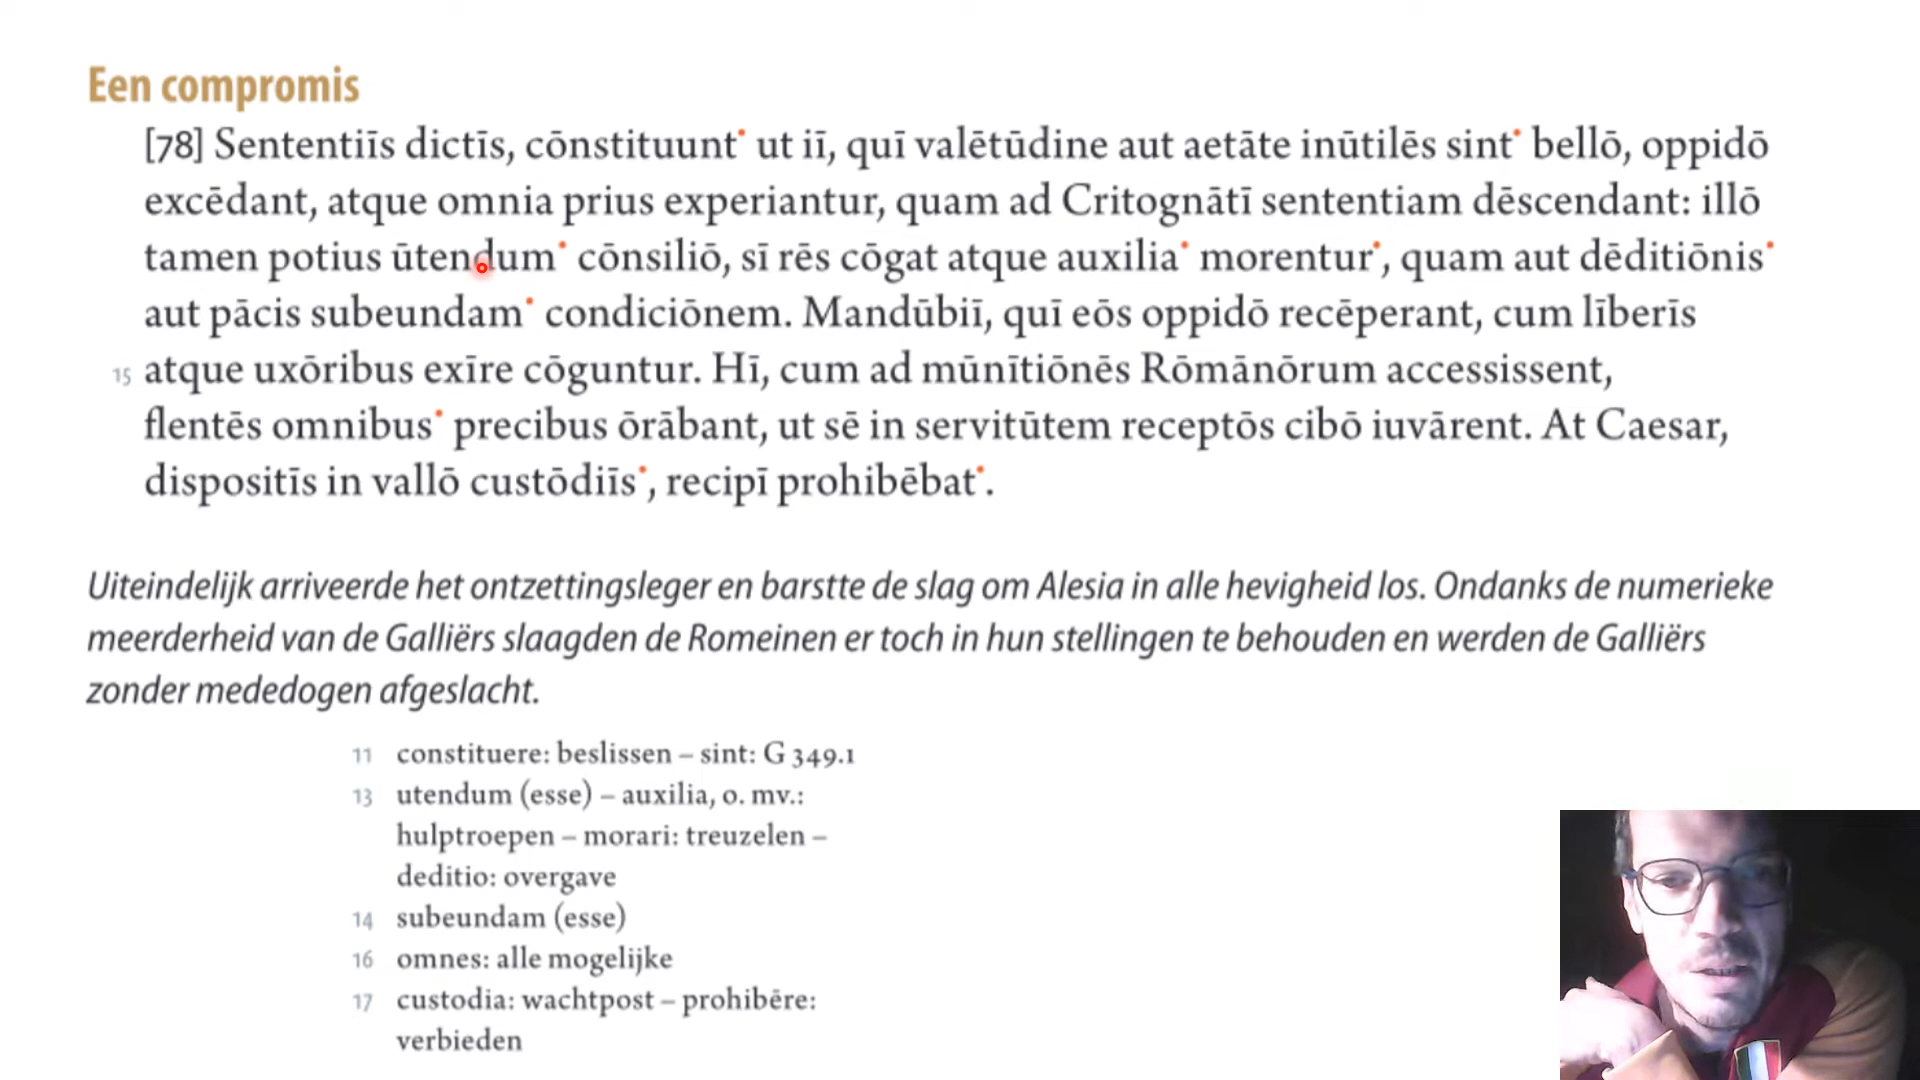 Een compromis
[78] Sententiīs dictīs, cōnstituunt• ut iī, quī valētūdine aut aetāte inūtilēs sint• bellō, oppidō
excēdant, atque omnia prius experiantur, quam ad Critognātī sententiam dēscendant: illō
tamen potius ūtendum• cōnsiliō, sī rēs cōgat atque auxilia• morentur•, quam aut dēditiōnis•
aut pācis subeundam• condiciōnem. Mandūbiī, quī eōs oppidō recēperant, cum līberīs
15 atque uxōribus exīre cōguntur. Hī, cum ad mūnītiōnēs Rōmānōrum accessissent,
flentēs omnibus• precibus ōrābant, ut sē in servitūtem receptōs cibō iuvārent. At Caesar,
dispositīs in vallō custōdiīs•, recipī prohibēbat•.
Uiteindelijk arriveerde het ontzettingsleger en barstte de slag om Alesia in alle hevigheid los. Ondanks de numerieke
meerderheid van de Galliërs slaagden de Romeinen er toch in hun stellingen te behouden en werden de Galliërs
zonder mededogen afgeslacht.
11 constituere: beslissen – sint: G 349.1
13 utendum (esse) – auxilia, o. mv.:
hulptroepen – morari: treuzelen –
deditio: overgave
14 subeundam (esse)
16 omnes: alle mogelijke
17 custodia: wachtpost – prohibēre:
verbieden